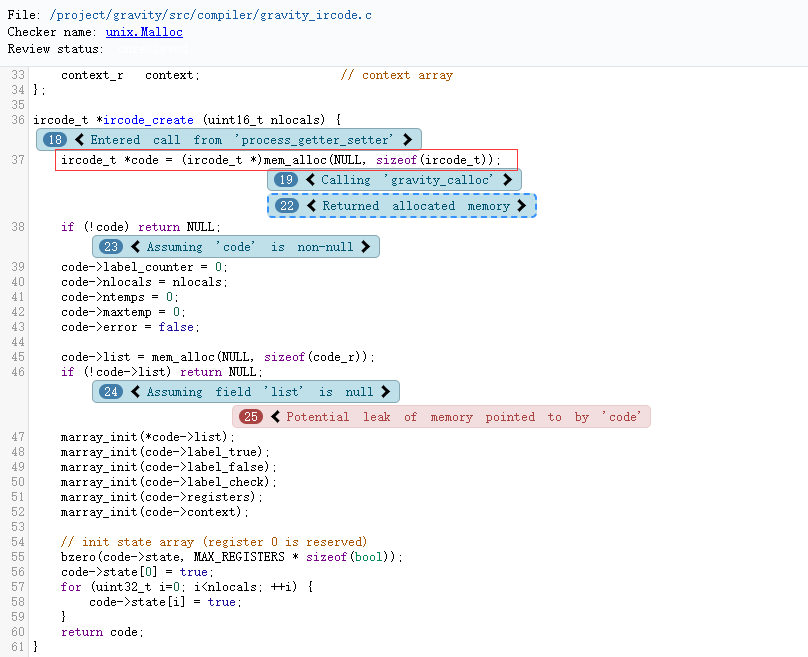 File: /project/gravity/src/compiler/gravity_ircode.c
Checker name: unix.Malloc
Review status:
33     context_r   context;                    // context array
34 };
35
36 ircode_t *ircode_create (uint16_t nlocals) {
18 Entered call from 'process_getter_setter'
37     ircode_t *code = (ircode_t *)mem_alloc(NULL, sizeof(ircode_t));
19 Calling 'gravity_calloc'
22 Returned allocated memory
38     if (!code) return NULL;
23 Assuming 'code' is non-null
39     code->label_counter = 0;
40     code->nlocals = nlocals;
41     code->ntemps = 0;
42     code->maxtemp = 0;
43     code->error = false;
44
45     code->list = mem_alloc(NULL, sizeof(code_r));
46     if (!code->list) return NULL;
24 Assuming field 'list' is null
25 Potential leak of memory pointed to by 'code'
47     marray_init(*code->list);
48     marray_init(code->label_true);
49     marray_init(code->label_false);
50     marray_init(code->label_check);
51     marray_init(code->registers);
52     marray_init(code->context);
53
54     // init state array (register 0 is reserved)
55     bzero(code->state, MAX_REGISTERS * sizeof(bool));
56     code->state[0] = true;
57     for (uint32_t i=0; i<nlocals; ++i) {
58         code->state[i] = true;
59     }
60     return code;
61 }